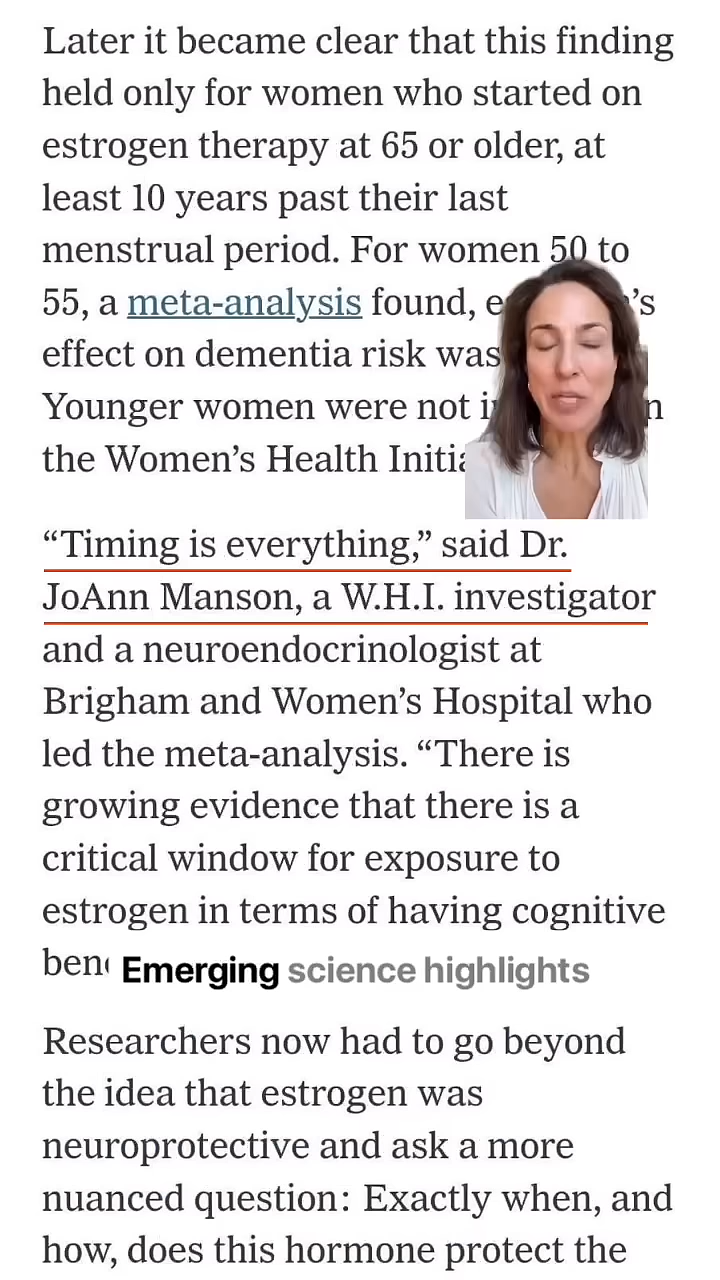 Later it became clear that this finding
held only for women who started on
estrogen therapy at 65 or older, at
least 10 years past their last
menstrual period. For women 50 to
55, a meta-analysis found, ’s
effect on dementia risk was
Younger women were not
the Women’s Health
“Timing is everything,” said Dr.
JoAnn Manson, a W.H.I. investigator
and a neuroendocrinologist at
Brigham and Women’s Hospital who
led the meta-analysis. “There is
growing evidence that there is a
critical window for exposure to
estrogen in terms of having cognitive
Emerging science highlights
Researchers now had to go beyond
the idea that estrogen was
neuroprotective and ask a more
nuanced question: Exactly when, and
how, does this hormone protect the